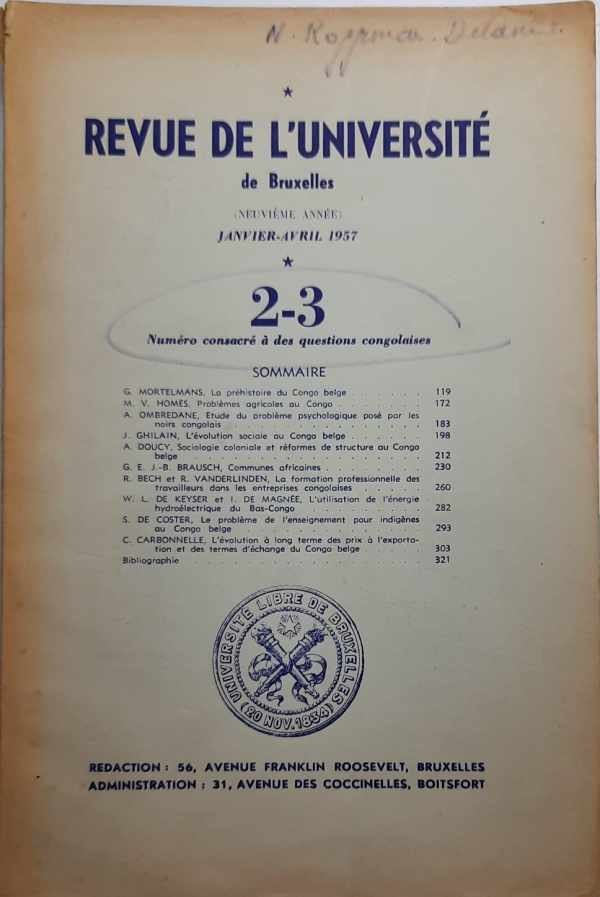 REVUE DE L'UNIVERSITÉ
de Bruxelles
(NEUVIÈME ANNÉE)
JANVIER-AVRIL 1957
2-3
Numéro consacré à des questions congolaises
SOMMAIRE
G. MORTELMANS, La préhistoire du Congo belge . . . . . . 119
M. V. HOMES, Problèmes agricoles au Congo . . . . . . . 172
A. OMBREDANE, Etude du problème psychologique posé par les
noirs congolais . . . . . . . . . . . . . . . . 183
J. GHILAIN, L'évolution sociale au Congo belge . . . . . . 198
A. DOUCY, Sociologie coloniale et réformes de structure au Congo
belge . . . . . . . . . . . . . . . . . . 212
G. E. J.-B. BRAUSCH, Communes africaines . . . . . . . . 230
R. BECH et R. VANDERLINDEN, La formation professionnelle des
travailleurs dans les entreprises congolaises . . . . . 260
W. L. DE KEYSER et I. DE MAGNÉE, L'utilisation de l'énergie
hydroélectrique du Bas-Congo . . . . . . . . . . . 282
S. DE COSTER, Le problème de l'enseignement pour indigènes
au Congo belge . . . . . . . . . . . . . . . 293
C. CARBONNELLE, L'évolution à long terme des prix à l'exporta-
tion et des termes d'échange du Congo belge . . . . . 303
Bibliographie . . . . . . . . . . . . . . . . . . 321
UNIVERSITÉ LIBRE DE BRUXELLES
(20 NOV. 1834)
REDACTION : 56, AVENUE FRANKLIN ROOSEVELT, BRUXELLES
ADMINISTRATION : 31, AVENUE DES COCCINELLES, BOITSFORT